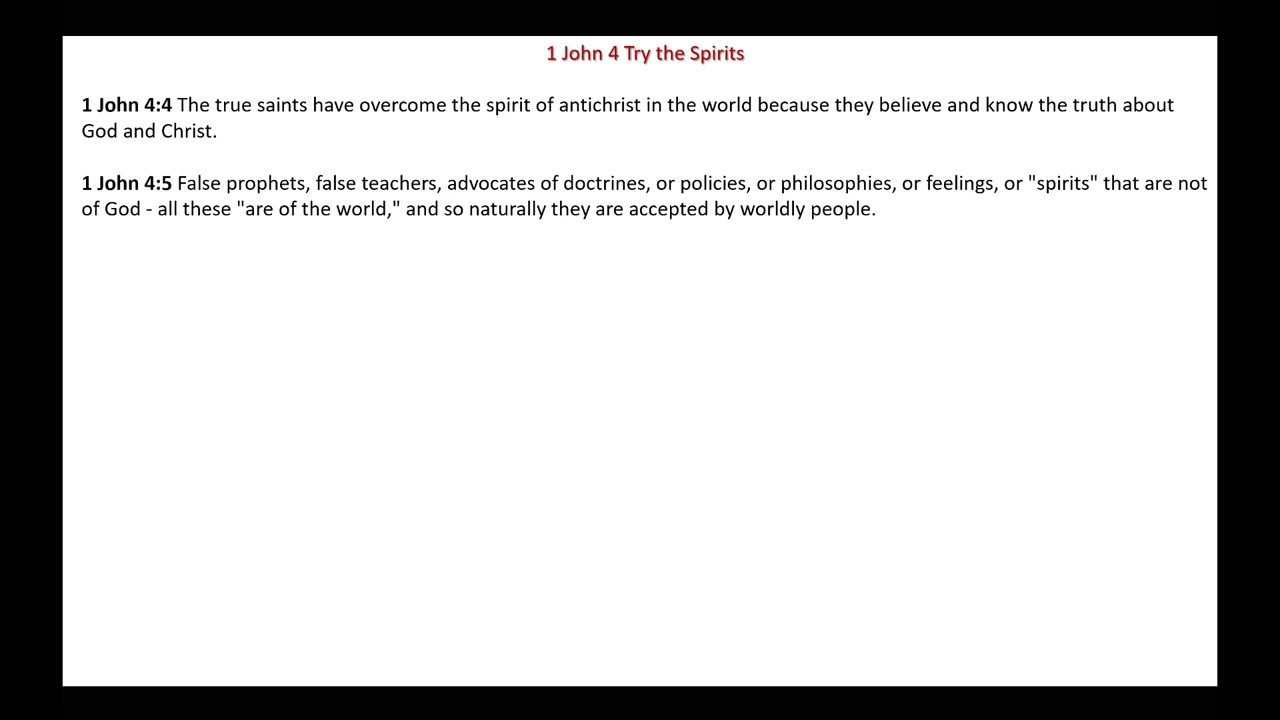 1 John 4 Try the Spirits
1 John 4:4 The true saints have overcome the spirit of antichrist in the world because they believe and know the truth about
God and Christ.
1 John 4:5 False prophets, false teachers, advocates of doctrines, or policies, or philosophies, or feelings, or "spirits" that are not
of God - all these "are of the world," and so naturally they are accepted by worldly people.